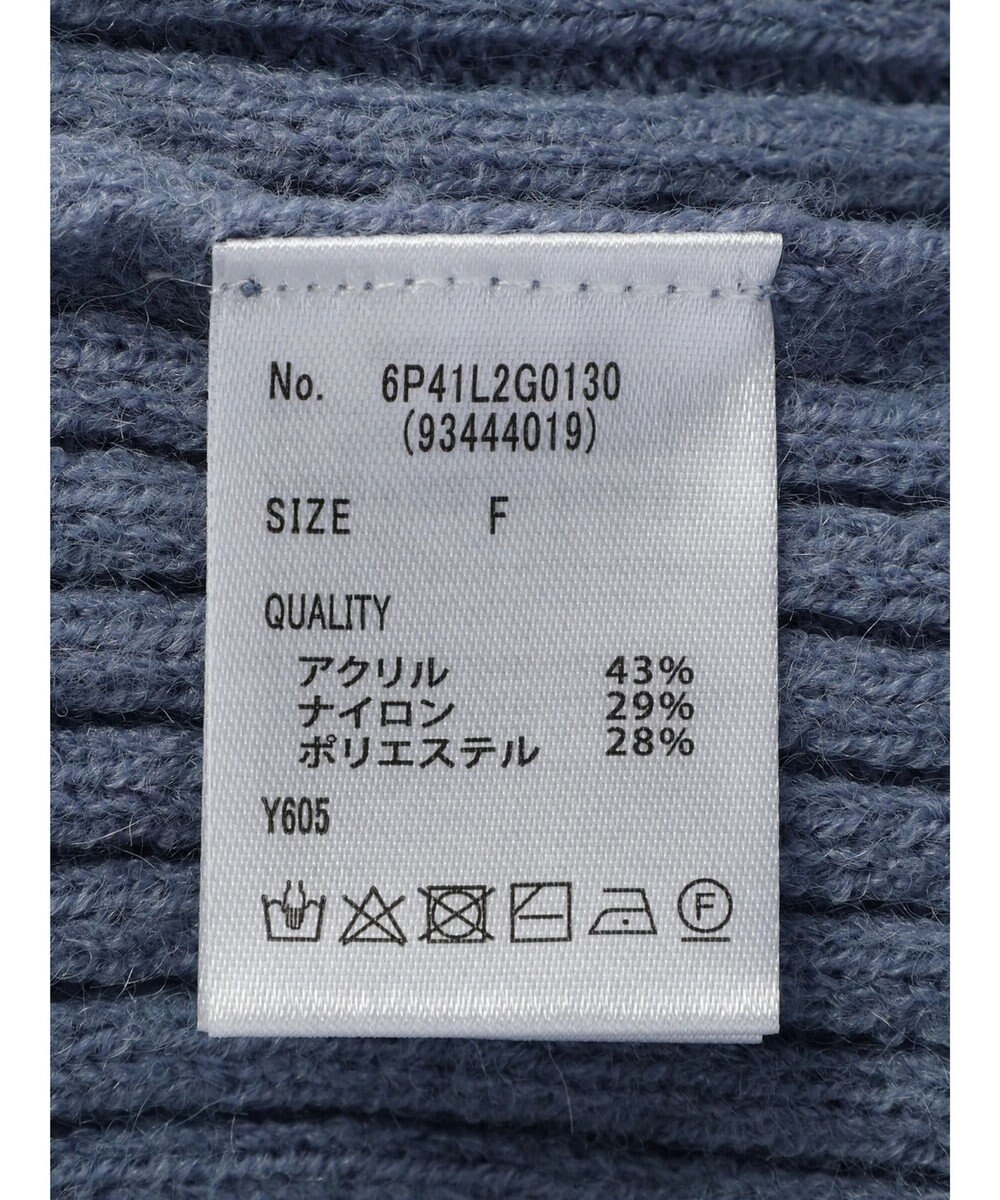 No. 6P41L2G0130
(93444019)
SIZE F
QUALITY
アクリル 43%
ナイロン 29%
ポリエステル 28%
Y605
F